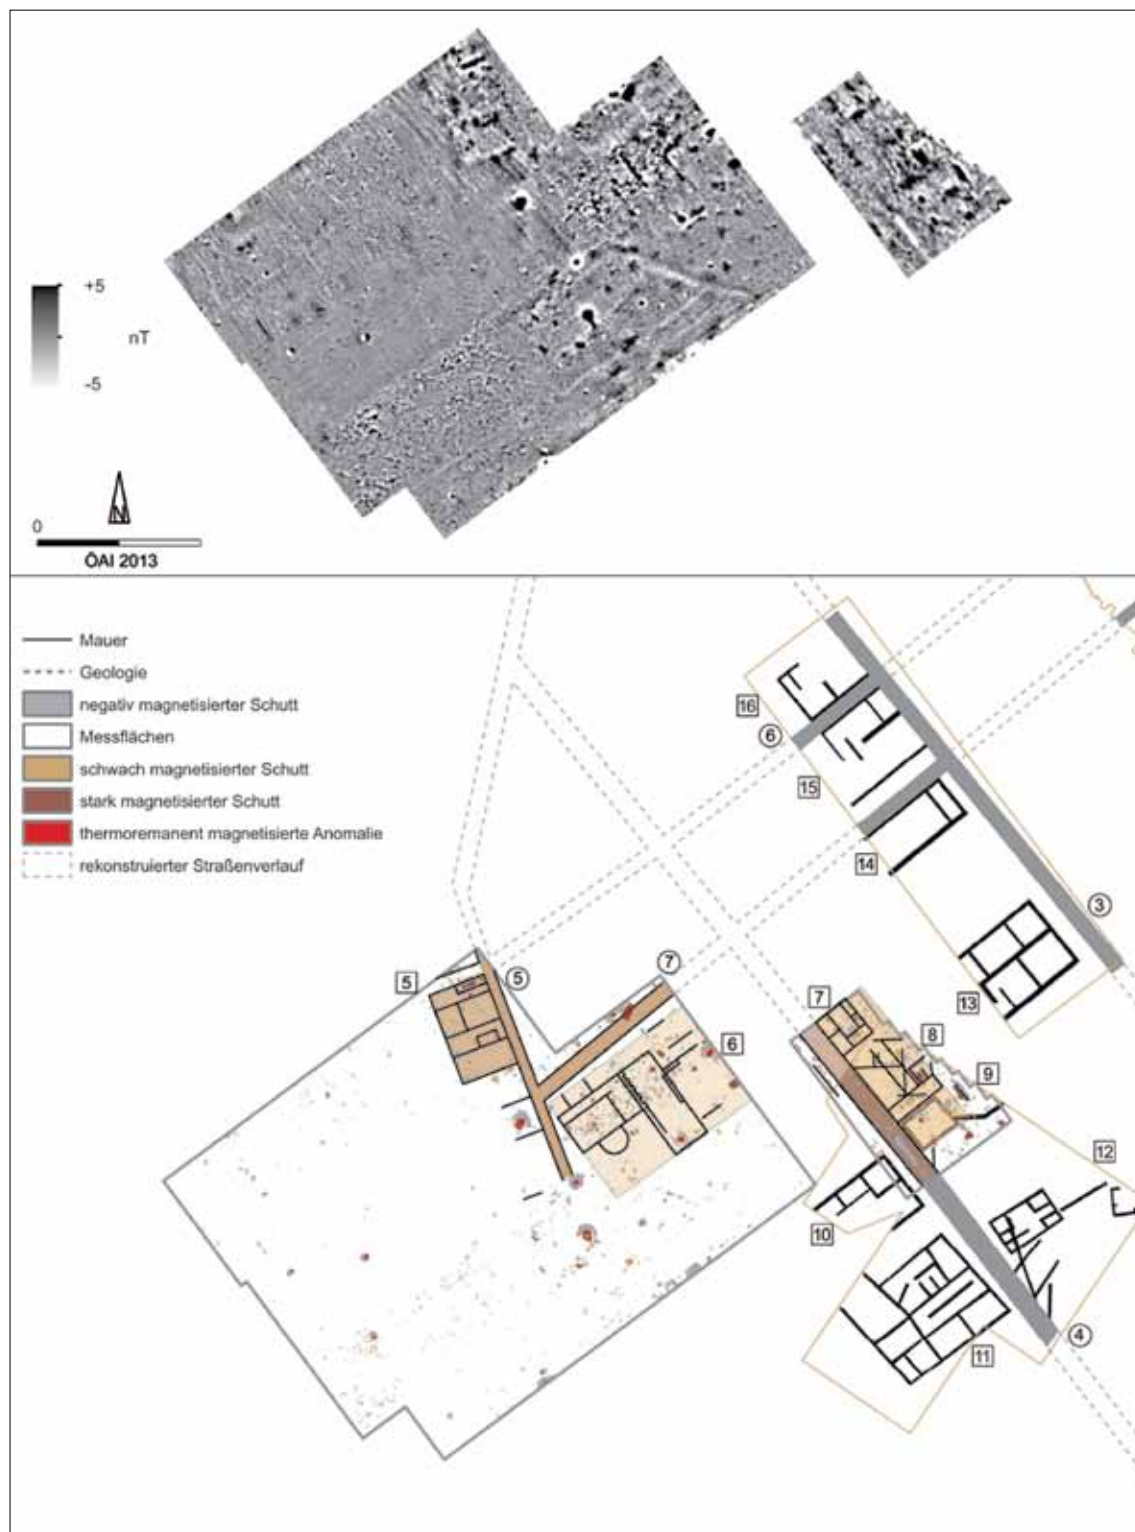 +5
nT
-5
N
0
ÖAI 2013
Mauer
Geologie
negativ magnetisierter Schutt
Messflächen
schwach magnetisierter Schutt
stark magnetisierter Schutt
thermoremanent magnetisierte Anomalie
rekonstruierter Straßenverlauf
16
6
15
14
3
5
5
7
13
7
6
8
9
12
10
11
4